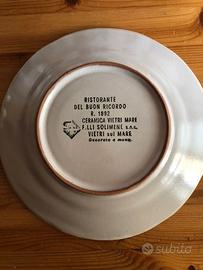 RISTORANTE
DEL BUON RICORDO
R. 1892
CERAMICA VIETRI MARE
F.LLI SOLIMENE s.n.c.
VIETRI sul MARE
Decorato a mano
subito